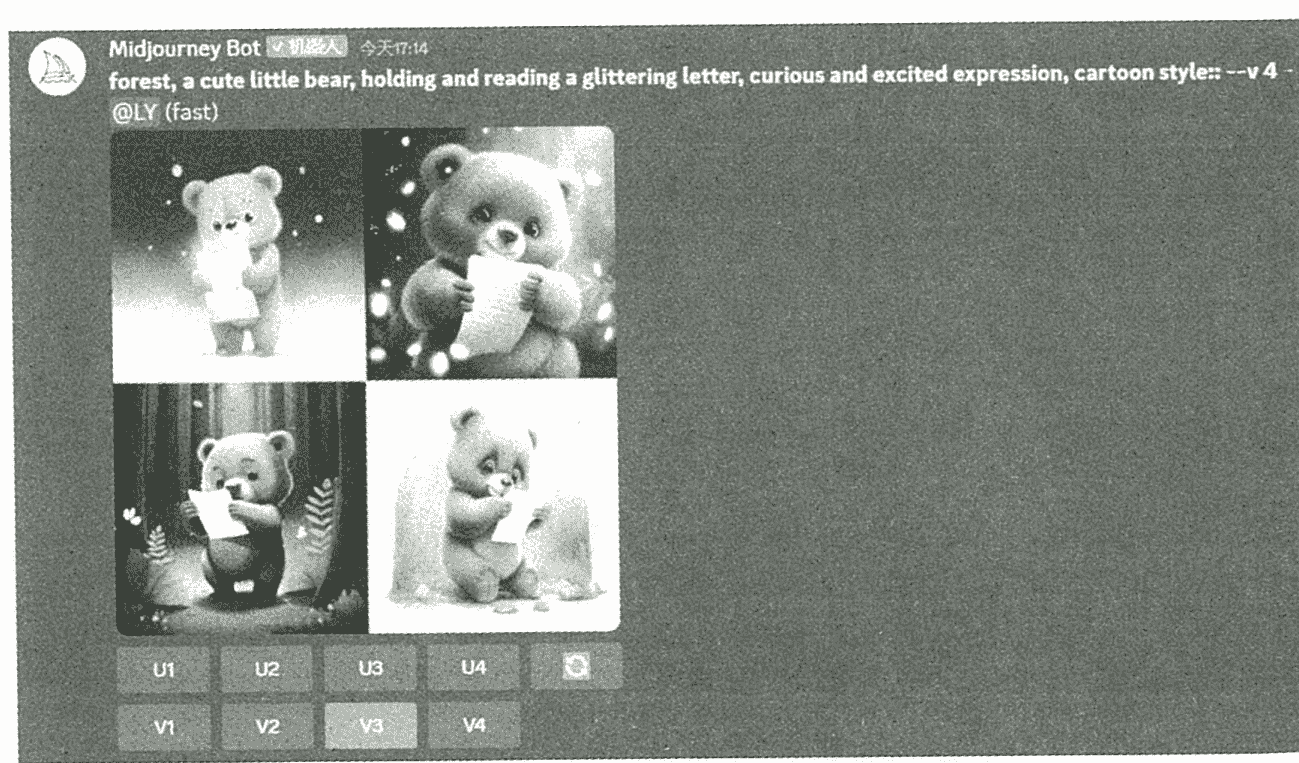 Midjourney Bot ✓机器人 今天17:14
forest, a cute little bear, holding and reading a glittering letter, curious and excited expression, cartoon style:: --v 4 -
@LY (fast)
U1 U2 U3 U4
V1 V2 V3 V4